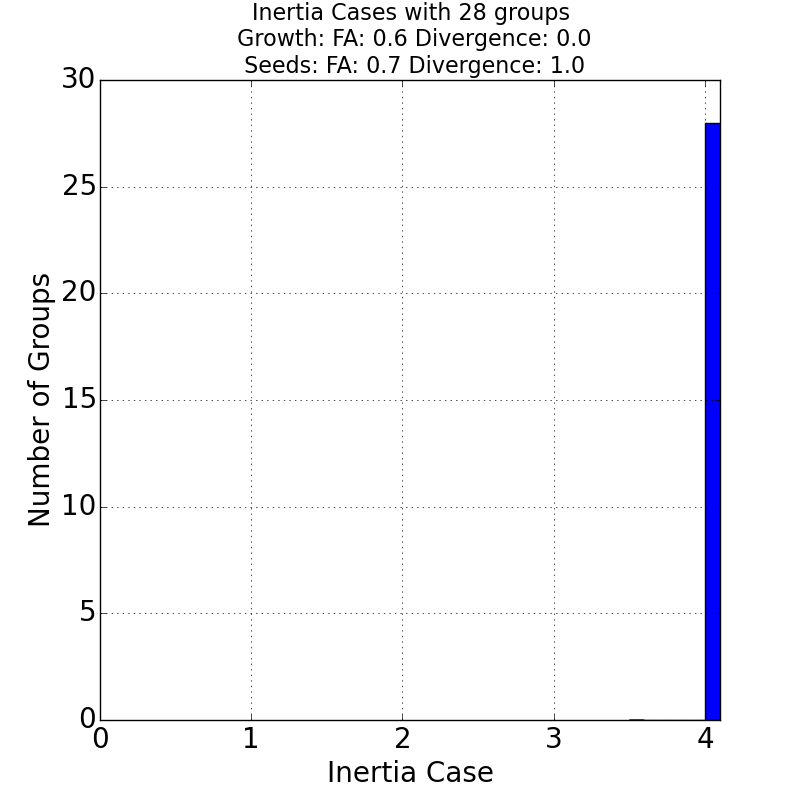 Inertia Cases with 28 groups
Growth: FA: 0.6 Divergence: 0.0
Seeds: FA: 0.7 Divergence: 1.0
30
25
20
15
10
5
0
Number of Groups
0 1 2 3 4
Inertia Case